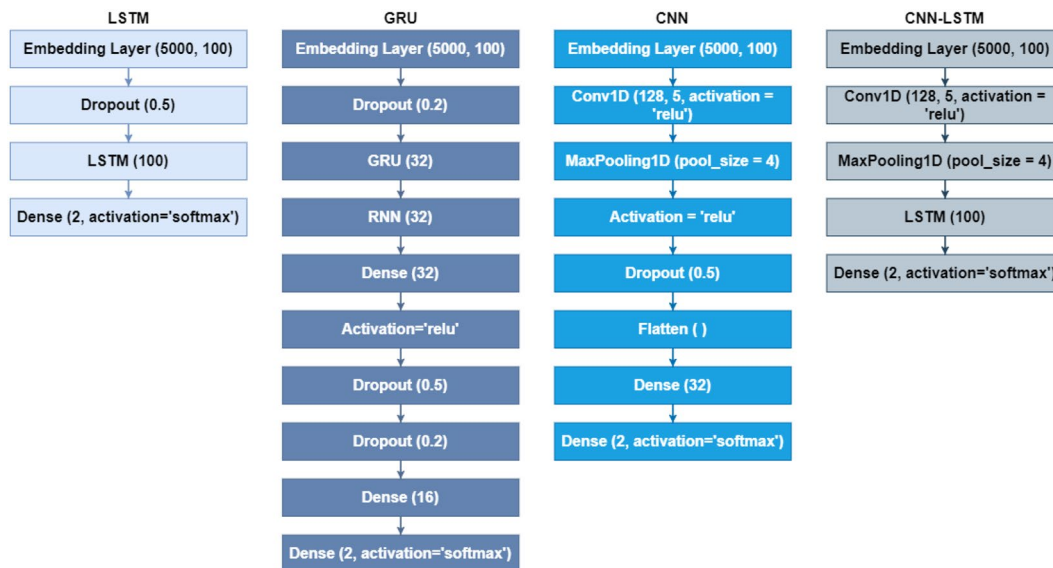 LSTM
Embedding Layer (5000, 100)
Dropout (0.5)
LSTM (100)
Dense (2, activation='softmax')
GRU
Embedding Layer (5000, 100)
Dropout (0.2)
GRU (32)
RNN (32)
Dense (32)
Activation='relu'
Dropout (0.5)
Dropout (0.2)
Dense (16)
Dense (2, activation='softmax')
CNN
Embedding Layer (5000, 100)
Conv1D (128, 5, activation =
'relu')
MaxPooling1D (pool_size = 4)
Activation = 'relu'
Dropout (0.5)
Flatten ( )
Dense (32)
Dense (2, activation='softmax')
CNN-LSTM
Embedding Layer (5000, 100)
Conv1D (128, 5, activation =
'relu')
MaxPooling1D (pool_size = 4)
LSTM (100)
Dense (2, activation='softmax')